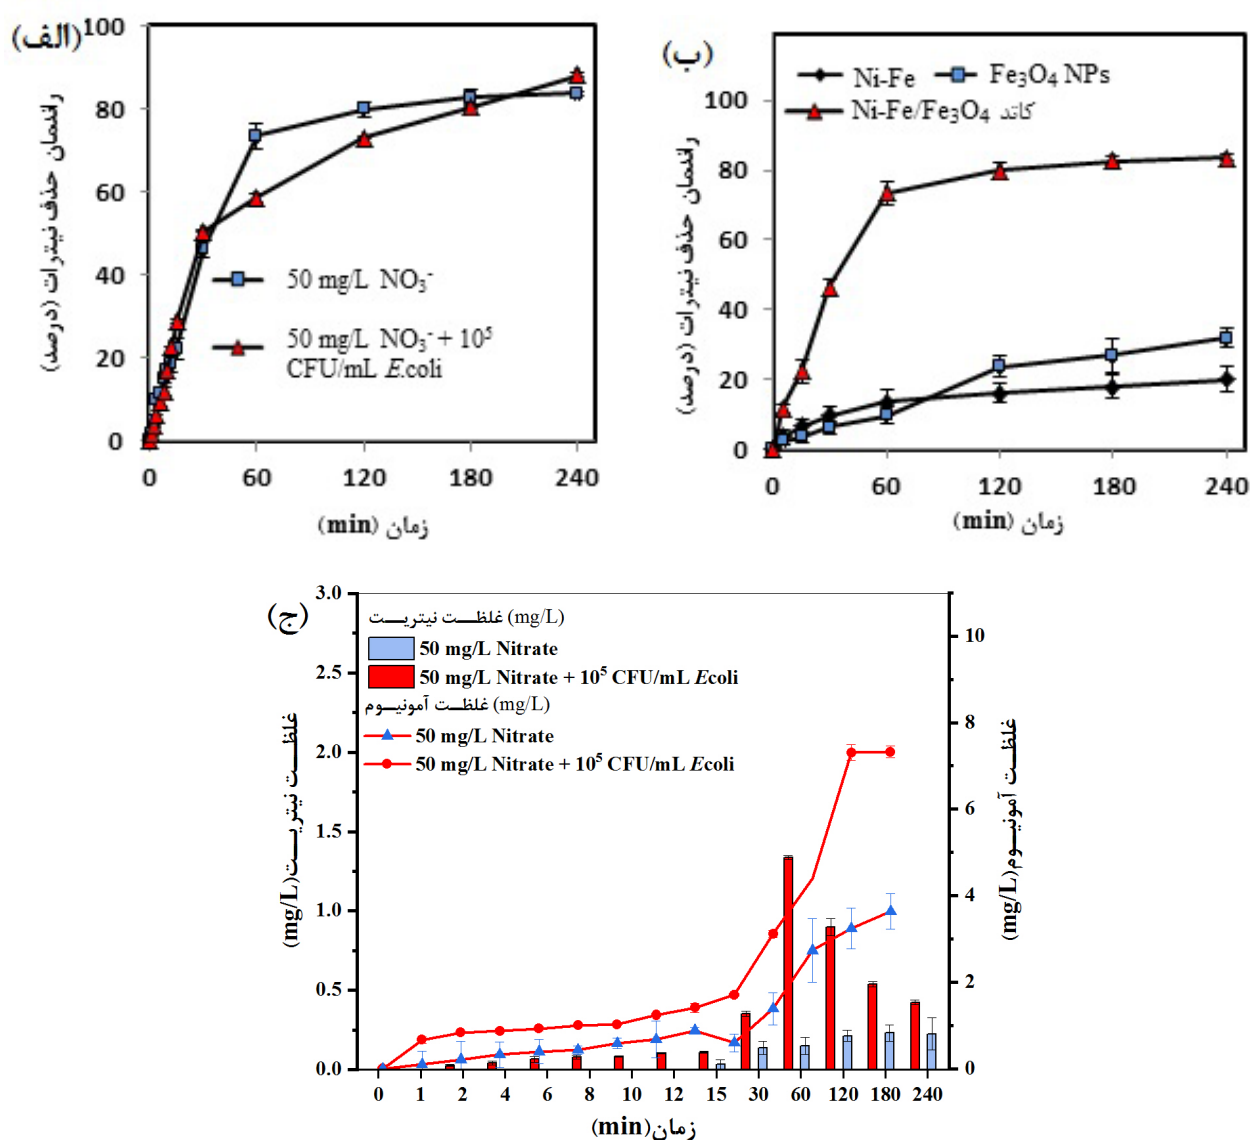 (الف)
100
80
60
40
20
0
راندمان حذف نیترات (درصد)
50 mg/L NO₃⁻
50 mg/L NO₃⁻ + 10⁵
CFU/mL E.coli
0 60 120 180 240
زمان (min)
(ب)
Ni-Fe
Fe₃O₄ NPs
Ni-Fe/Fe₃O₄ کاتد
100
80
60
40
20
0
راندمان حذف نیترات (درصد)
0 60 120 180 240
زمان (min)
(ج)
غلظت نیتریت (mg/L)
50 mg/L Nitrate
50 mg/L Nitrate + 10⁵ CFU/mL Ecoli
غلظت آمونیوم (mg/L)
50 mg/L Nitrate
50 mg/L Nitrate + 10⁵ CFU/mL Ecoli
3.0
2.5
2.0
1.5
1.0
0.5
0.0
غلظت نیتریت(mg/L)
10
8
6
4
2
0
غلظت آمونیوم(mg/L)
0 1 2 4 6 8 10 12 15 30 60 120 180 240
زمان(min)